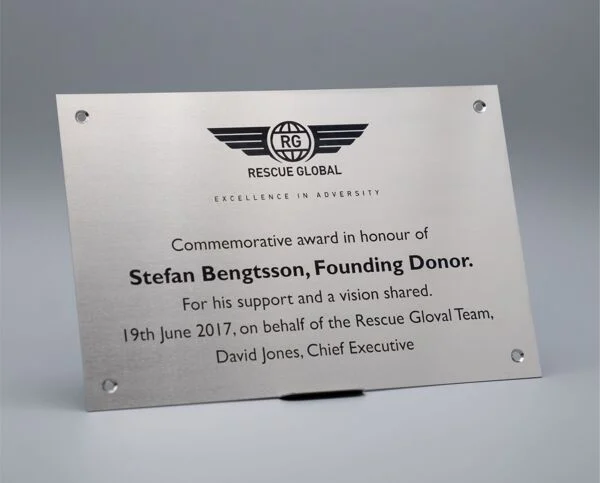 RG
RESCUE GLOBAL
EXCELLENCE IN ADVERSITY
Commemorative award in honour of
Stefan Bengtsson, Founding Donor.
For his support and a vision shared.
19th June 2017, on behalf of the Rescue Gloval Team,
David Jones, Chief Executive